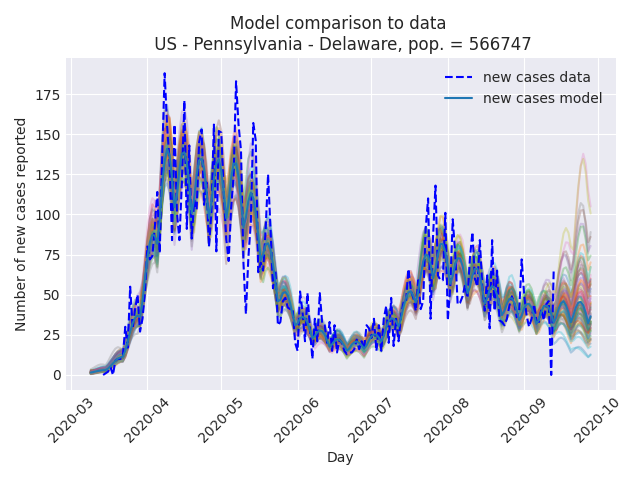 Model comparison to data
US - Pennsylvania - Delaware, pop. = 566747
new cases data
new cases model
Number of new cases reported
175
150
125
100
75
50
25
0
2020-03
2020-04
2020-05
2020-06
2020-07
2020-08
2020-09
2020-10
Day